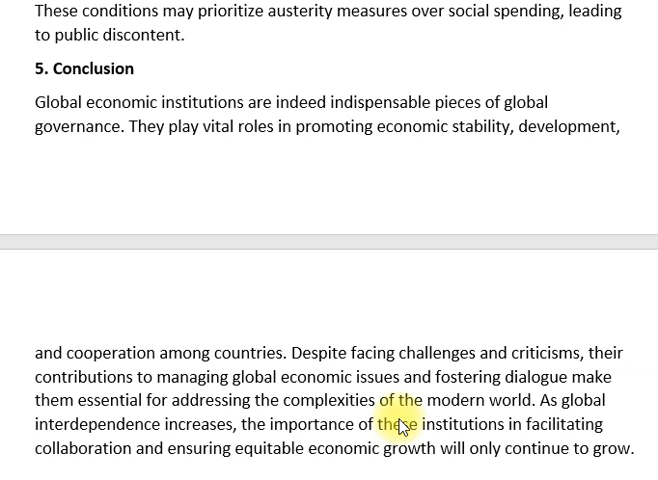 These conditions may prioritize austerity measures over social spending, leading
to public discontent.
5. Conclusion
Global economic institutions are indeed indispensable pieces of global
governance. They play vital roles in promoting economic stability, development,
and cooperation among countries. Despite facing challenges and criticisms, their
contributions to managing global economic issues and fostering dialogue make
them essential for addressing the complexities of the modern world. As global
interdependence increases, the importance of these institutions in facilitating
collaboration and ensuring equitable economic growth will only continue to grow.